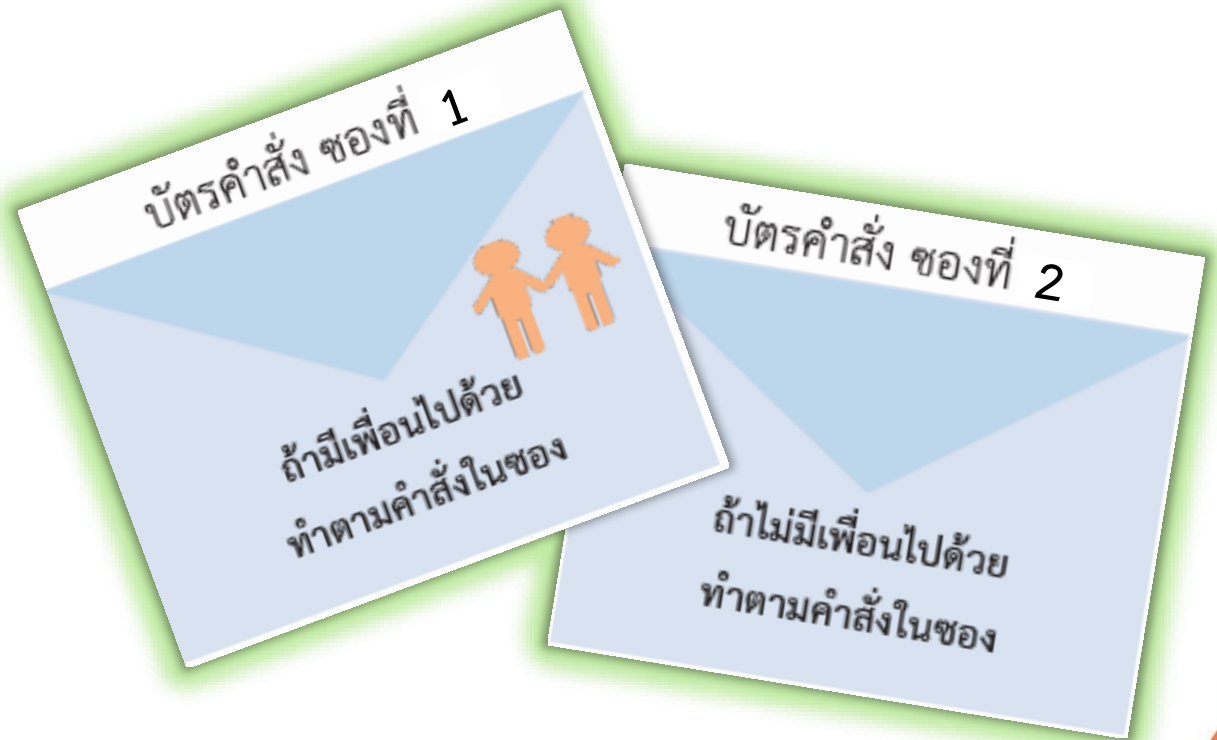 บัตรคำสั่ง ซองที่ 1
ถ้ามีเพื่อนไปด้วย
ทำตามคำสั่งในซอง
บัตรคำสั่ง ซองที่ 2
ถ้าไม่มีเพื่อนไปด้วย
ทำตามคำสั่งในซอง